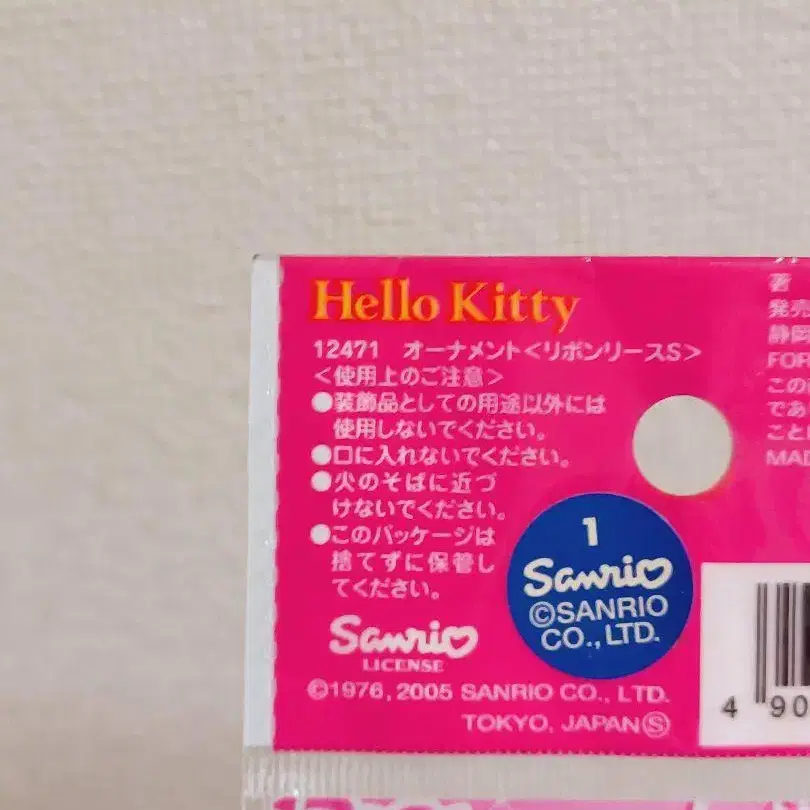 Hello Kitty
12471 オーナメント＜リボンリースS＞
＜使用上のご注意＞
●装飾品としての用途以外には
使用しないでください。
●口に入れないでください。
●火のそばに近づ
けないでください。
●このパッケージは
捨てずに保管し
てください。
Sanrio
LICENSE
©1976, 2005 SANRIO CO., LTD.
TOKYO, JAPAN Ⓢ
1
Sanrio
©SANRIO
CO., LTD.
著
発売
静岡
FOR
この
であ
ことに
MAD
4 90